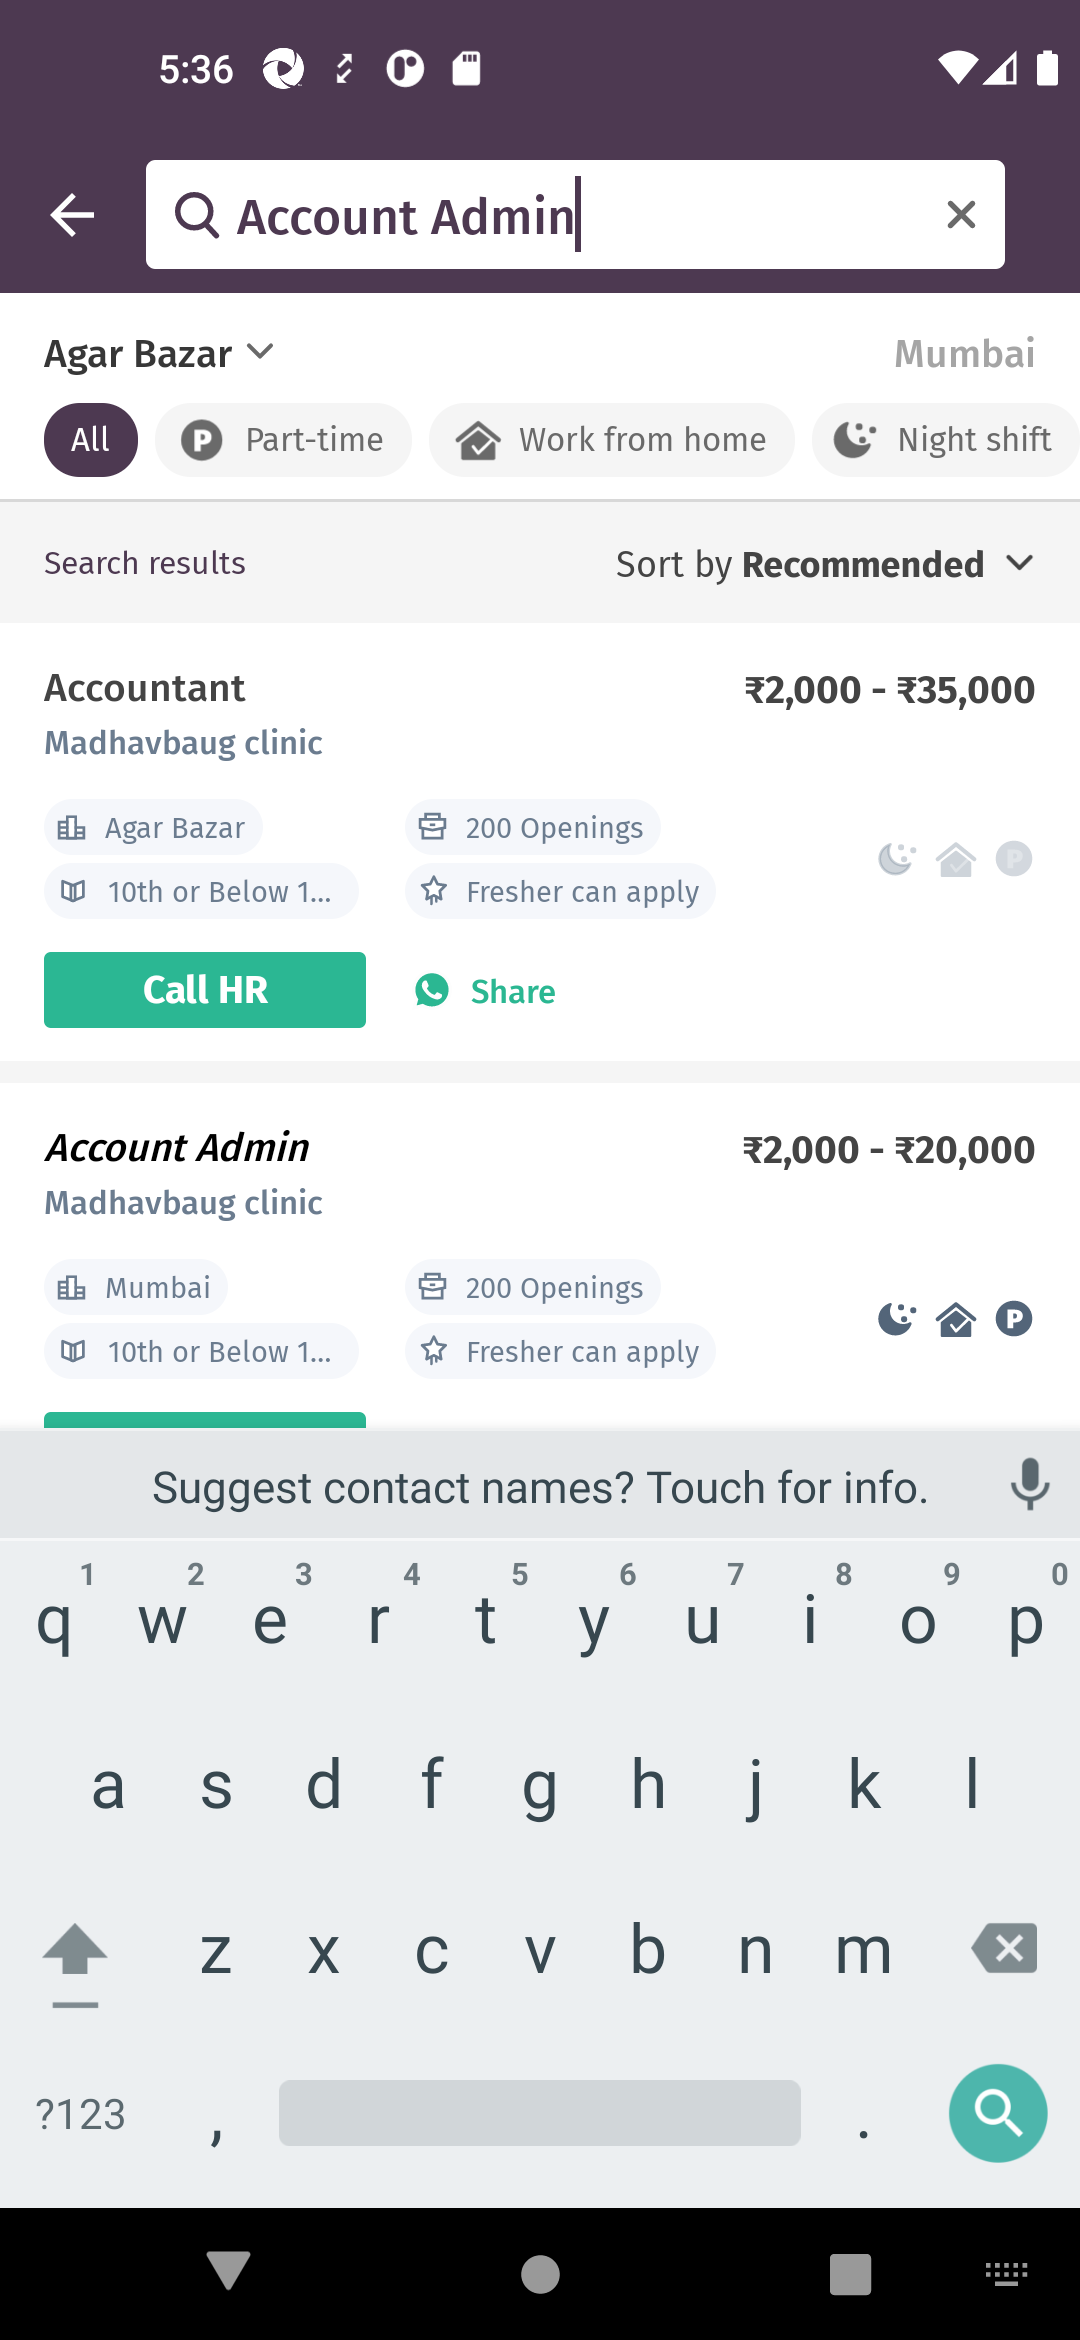 5:36
Account Admin
Agar Bazar
Mumbai
All
Part-time
Work from home
Night shift
Search results
Sort by Recommended
Accountant
₹2,000 - ₹35,000
Madhavbaug clinic
Agar Bazar
200 Openings
10th or Below 1...
Fresher can apply
Call HR
Share
Account Admin
₹2,000 - ₹20,000
Madhavbaug clinic
Mumbai
200 Openings
10th or Below 1...
Fresher can apply
Suggest contact names? Touch for info.
1 2 3 4 5 6 7 8 9 0
q w e r t y u i o p
a s d f g h j k l
z x c v b n m
?123 , .